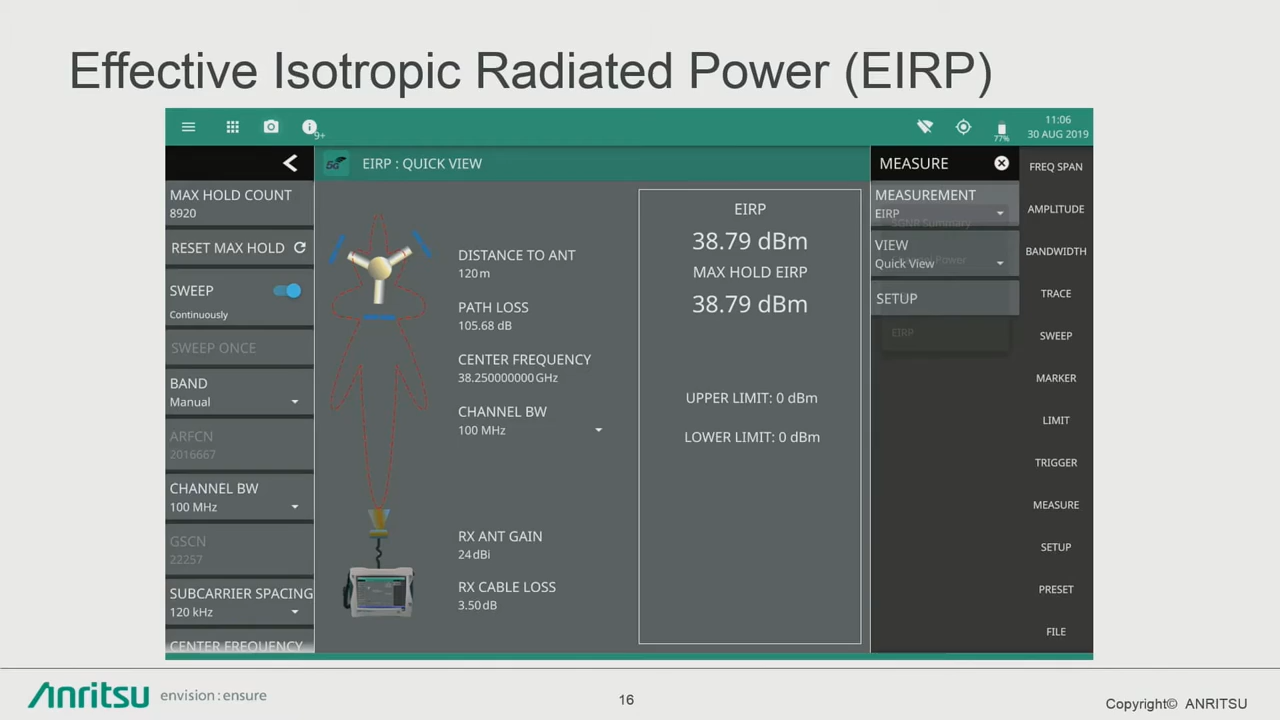 Effective Isotropic Radiated Power (EIRP)
9+
77%
11:06
30 AUG 2019
MAX HOLD COUNT
8920
RESET MAX HOLD
SWEEP
Continuously
SWEEP ONCE
BAND
Manual
ARFCN
2016667
CHANNEL BW
100 MHz
GSCN
22257
SUBCARRIER SPACING
120 kHz
CENTER FREQUENCY
5G
EIRP : QUICK VIEW
DISTANCE TO ANT
120 m
PATH LOSS
105.68 dB
CENTER FREQUENCY
38.250000000 GHz
CHANNEL BW
100 MHz
RX ANT GAIN
24 dBi
RX CABLE LOSS
3.50 dB
EIRP
38.79 dBm
MAX HOLD EIRP
38.79 dBm
UPPER LIMIT: 0 dBm
LOWER LIMIT: 0 dBm
MEASURE
MEASUREMENT
EIRP
VIEW
Quick View
SETUP
EIRP
FREQ SPAN
AMPLITUDE
BANDWIDTH
TRACE
SWEEP
MARKER
LIMIT
TRIGGER
MEASURE
SETUP
PRESET
FILE
Anritsu envision : ensure
16
Copyright© ANRITSU